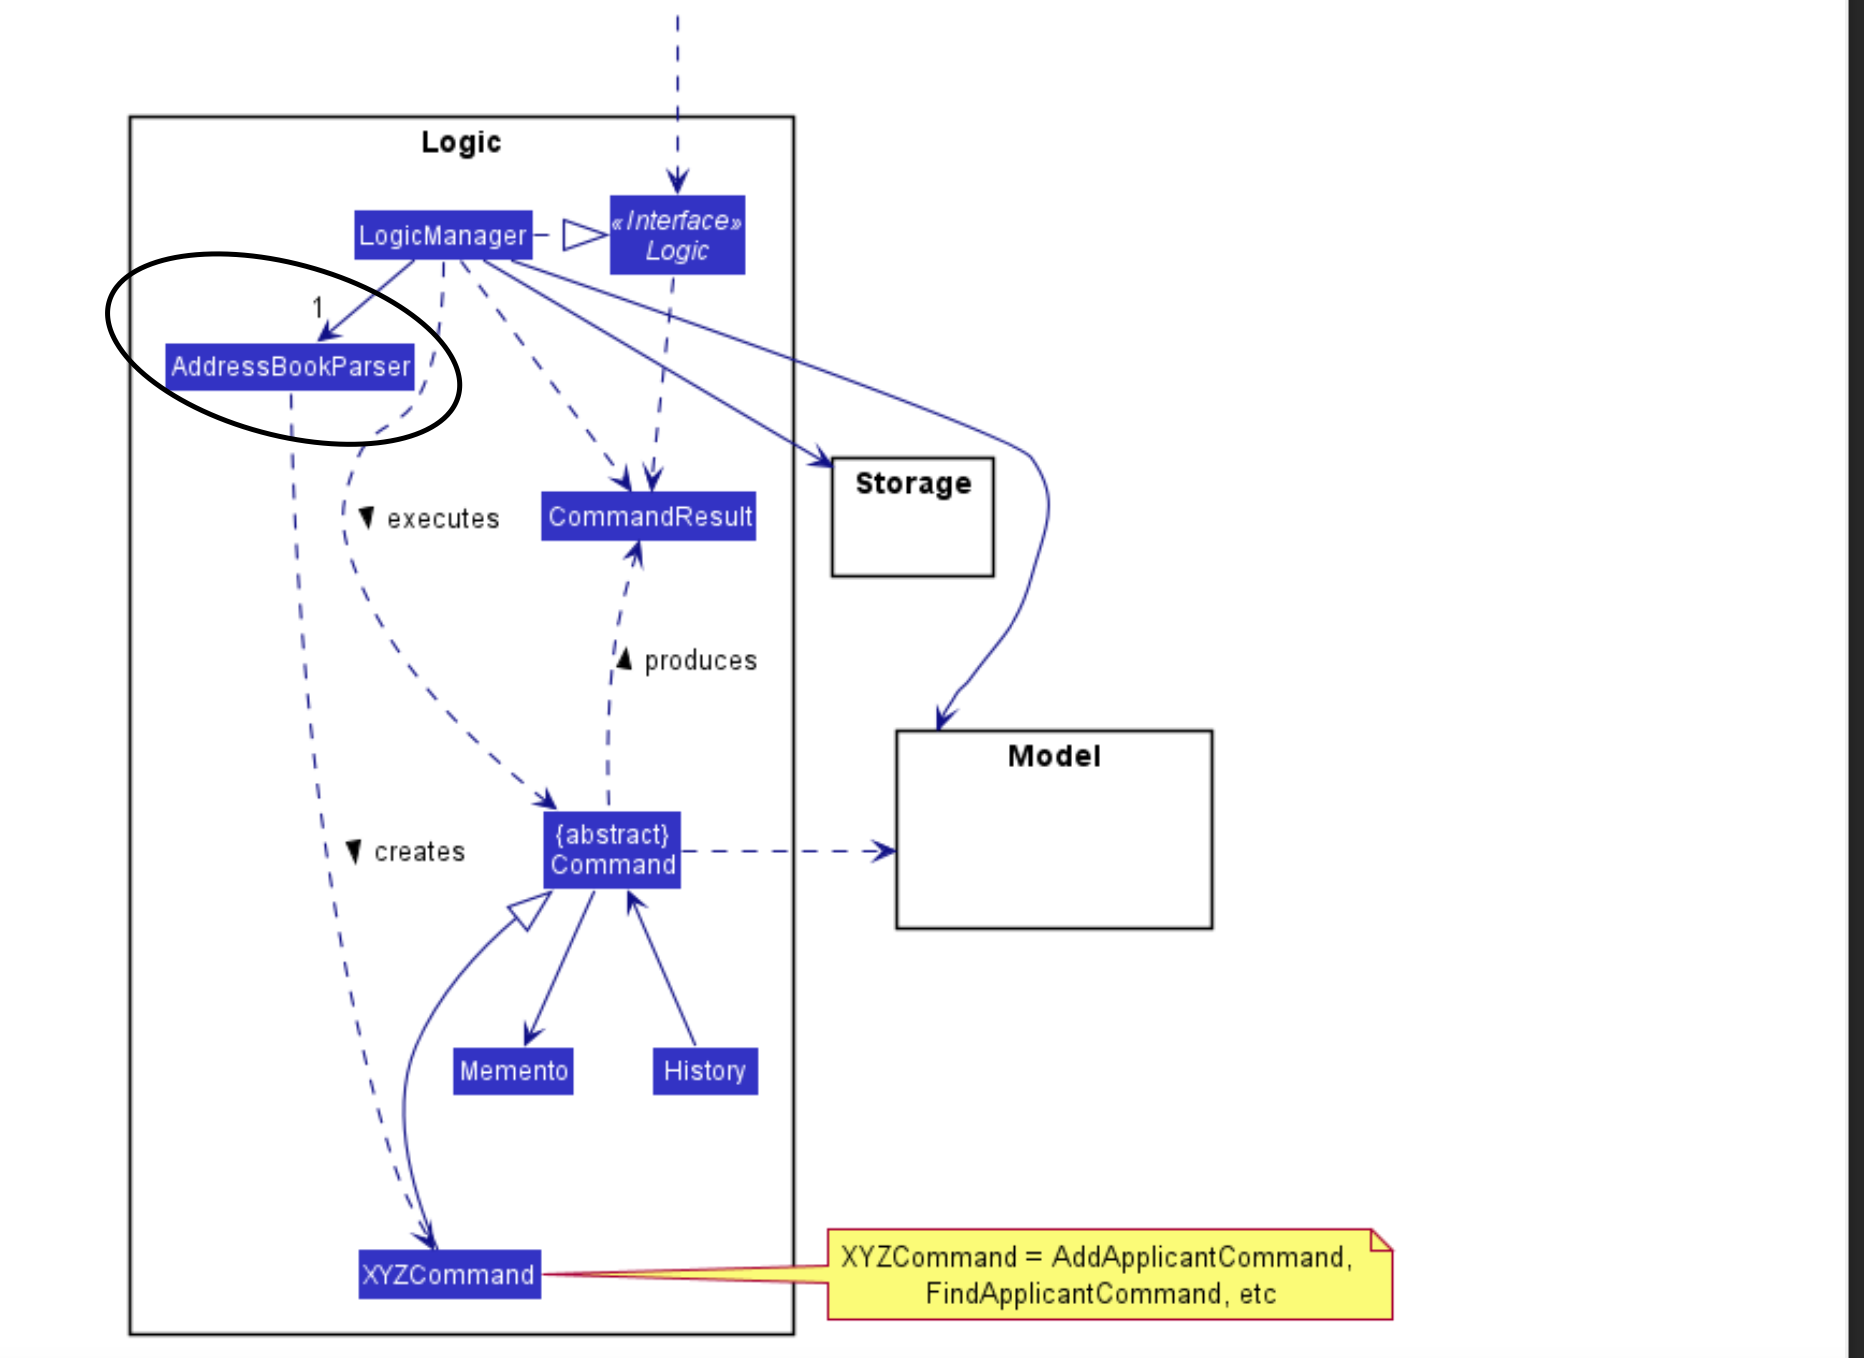 Logic
LogicManager
«Interface»
Logic
1
AddressBookParser
Storage
CommandResult
executes
produces
Model
{abstract}
Command
creates
Memento
History
XYZCommand
XYZCommand = AddApplicantCommand,
FindApplicantCommand, etc